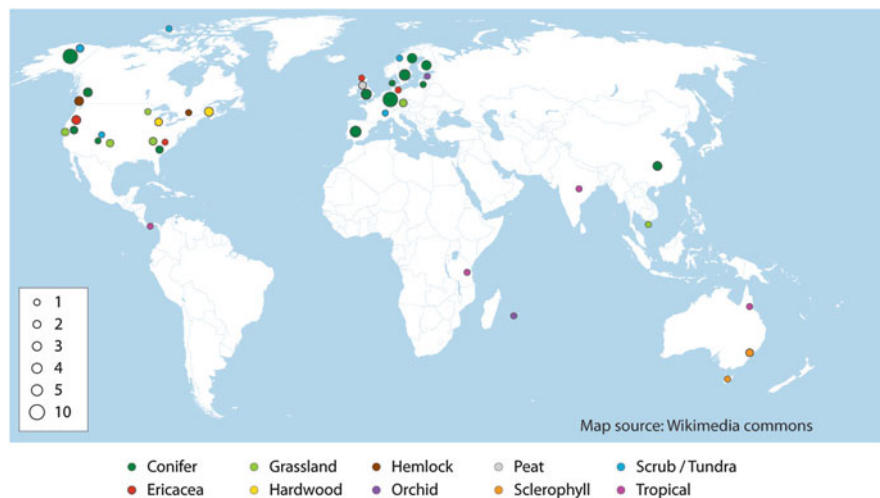 1
2
3
4
5
10
Map source: Wikimedia commons
Conifer Grassland Hemlock Peat Scrub / Tundra
Ericacea Hardwood Orchid Sclerophyll Tropical